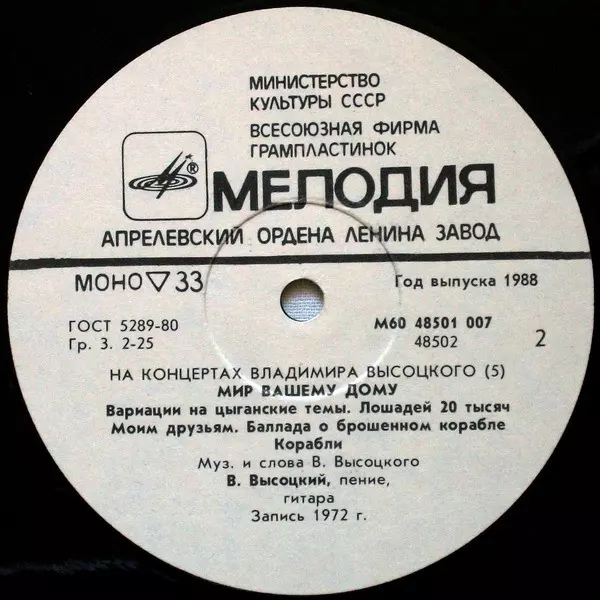 МИНИСТЕРСТВО
КУЛЬТУРЫ СССР
ВСЕСОЮЗНАЯ ФИРМА
ГРАМПЛАСТИНОК
®
МЕЛОДИЯ
АПРЕЛЕВСКИЙ ОРДЕНА ЛЕНИНА ЗАВОД
МОНО ▽ 33
Год выпуска 1988
ГОСТ 5289-80
М60 48501 007
Гр. 3. 2-25
48502
2
НА КОНЦЕРТАХ ВЛАДИМИРА ВЫСОЦКОГО (5)
МИР ВАШЕМУ ДОМУ
Вариации на цыганские темы. Лошадей 20 тысяч
Моим друзьям. Баллада о брошенном корабле
Корабли
Муз. и слова В. Высоцкого
В. Высоцкий, пение,
гитара
Запись 1972 г.